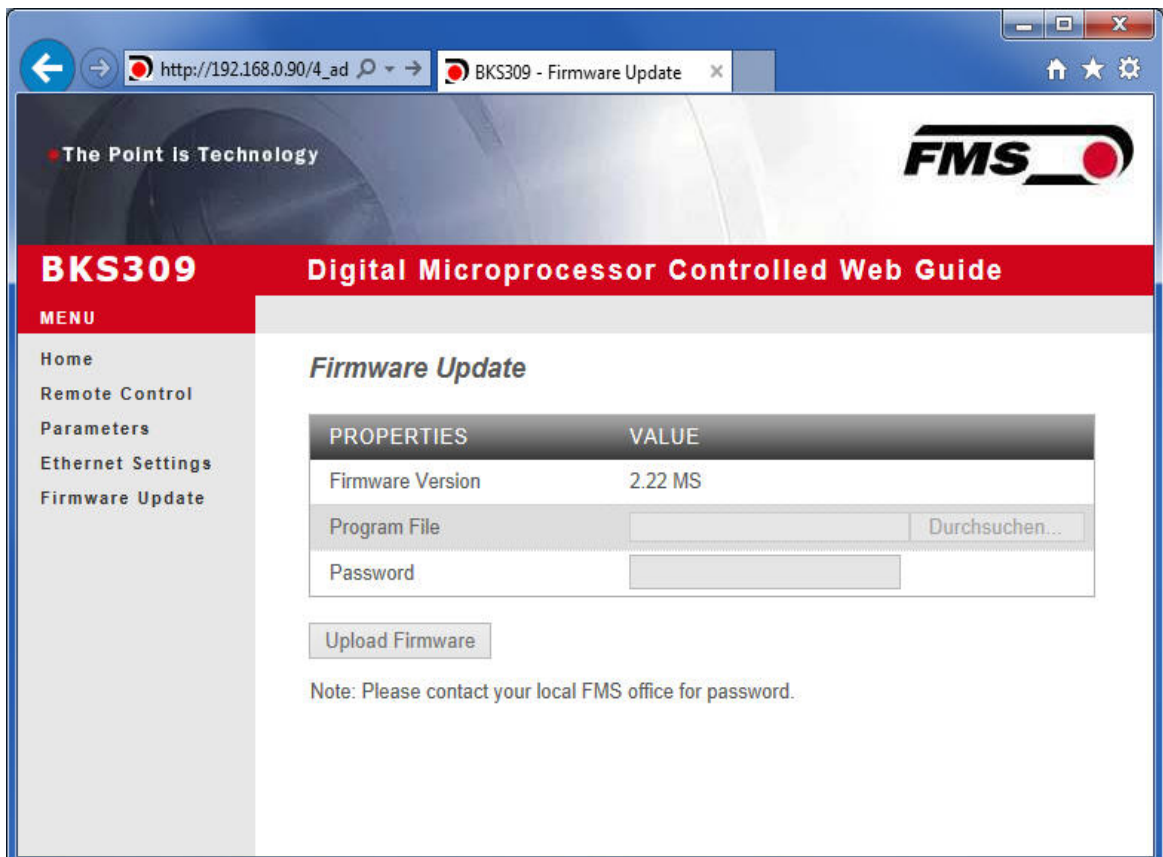 http://192.168.0.90/4_ad
BKS309 - Firmware Update
The Point is Technology
FMS
BKS309 Digital Microprocessor Controlled Web Guide
MENU
Home
Remote Control
Parameters
Ethernet Settings
Firmware Update
Firmware Update
PROPERTIES VALUE
Firmware Version 2.22 MS
Program File Durchsuchen...
Password
Upload Firmware
Note: Please contact your local FMS office for password.